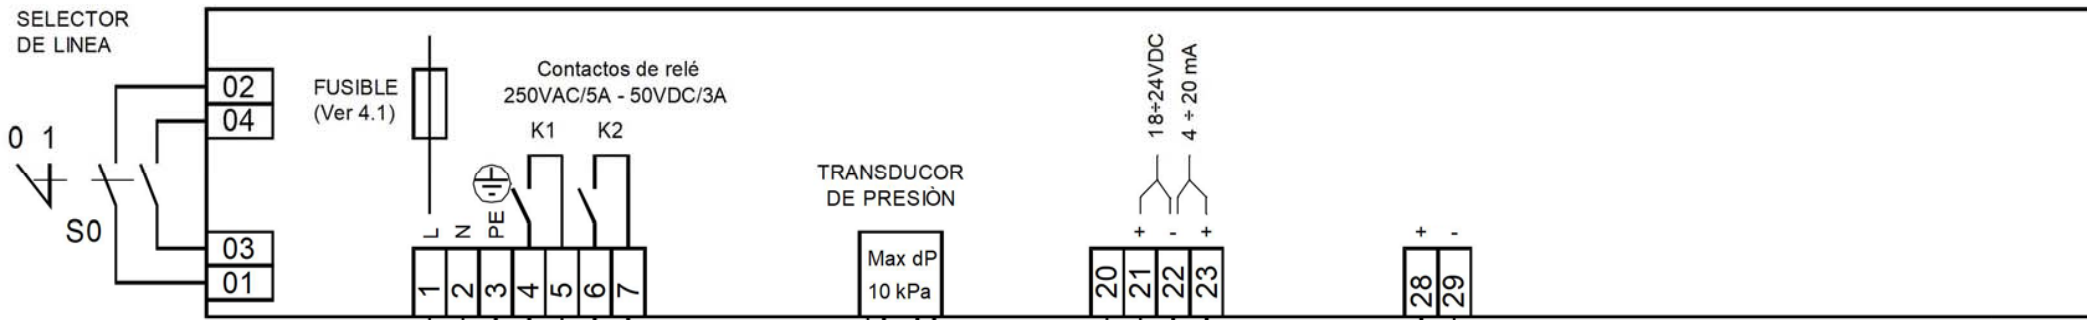 SELECTOR
DE LINEA
02
04
0 1
S0
03
01
FUSIBLE
(Ver 4.1)
Contactos de relé
250VAC/5A - 50VDC/3A
K1 K2
L N PE
1 2 3 4 5 6 7
TRANSDUCOR
DE PRESIÒN
Max dP
10 kPa
18÷24VDC
4 ÷ 20 mA
+ - +
20 21 22 23
+ -
28 29